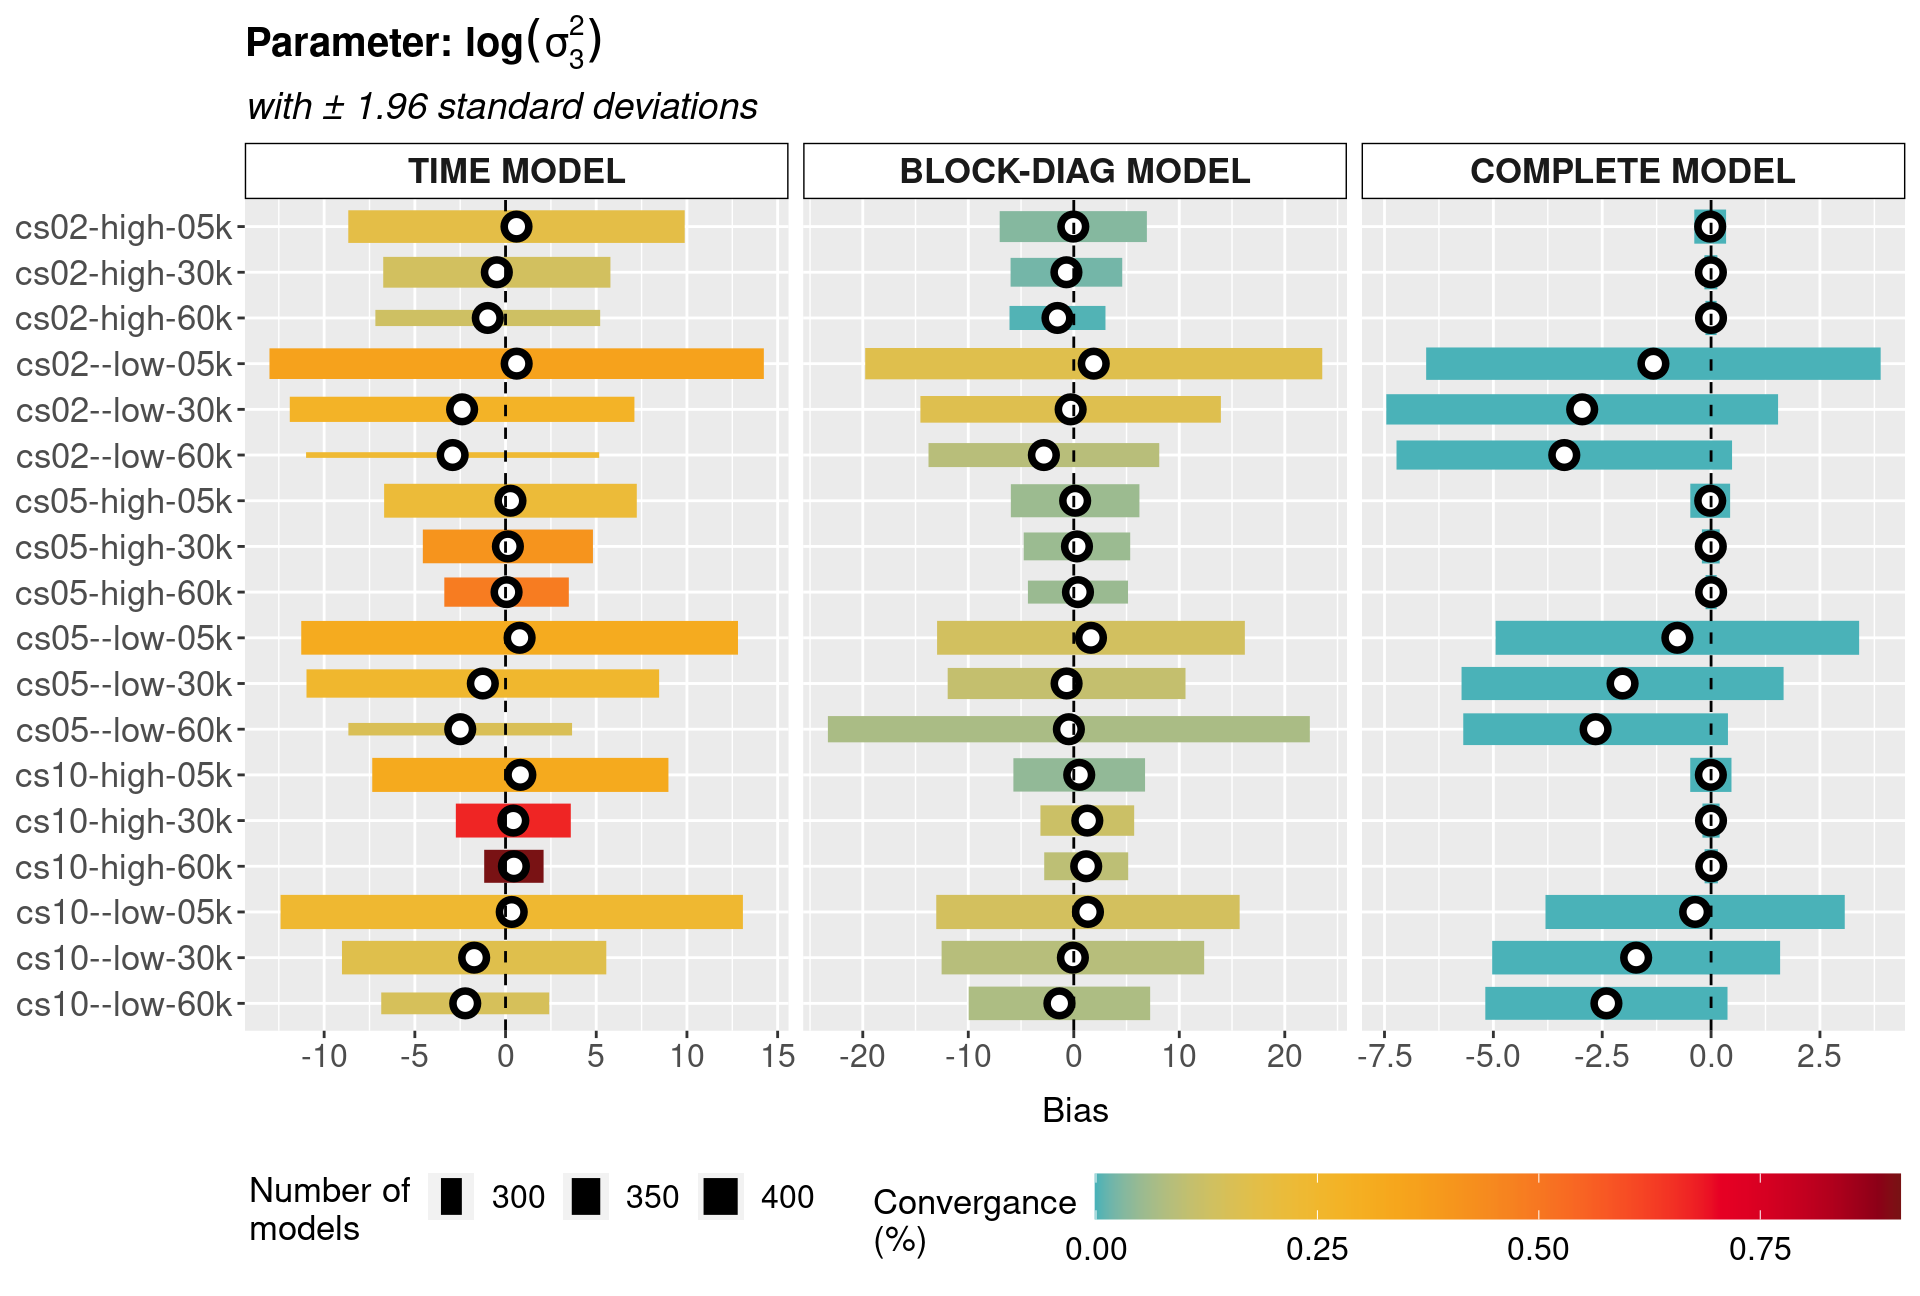 Parameter: log(σ₃²)
with ± 1.96 standard deviations
TIME MODEL BLOCK-DIAG MODEL COMPLETE MODEL
cs02-high-05k
cs02-high-30k
cs02-high-60k
cs02--low-05k
cs02--low-30k
cs02--low-60k
cs05-high-05k
cs05-high-30k
cs05-high-60k
cs05--low-05k
cs05--low-30k
cs05--low-60k
cs10-high-05k
cs10-high-30k
cs10-high-60k
cs10--low-05k
cs10--low-30k
cs10--low-60k
-10 -5 0 5 10 15 -20 -10 0 10 20 -7.5 -5.0 -2.5 0.0 2.5
Bias
Number of
models
300 350 400
Convergance
(%)
0.00 0.25 0.50 0.75